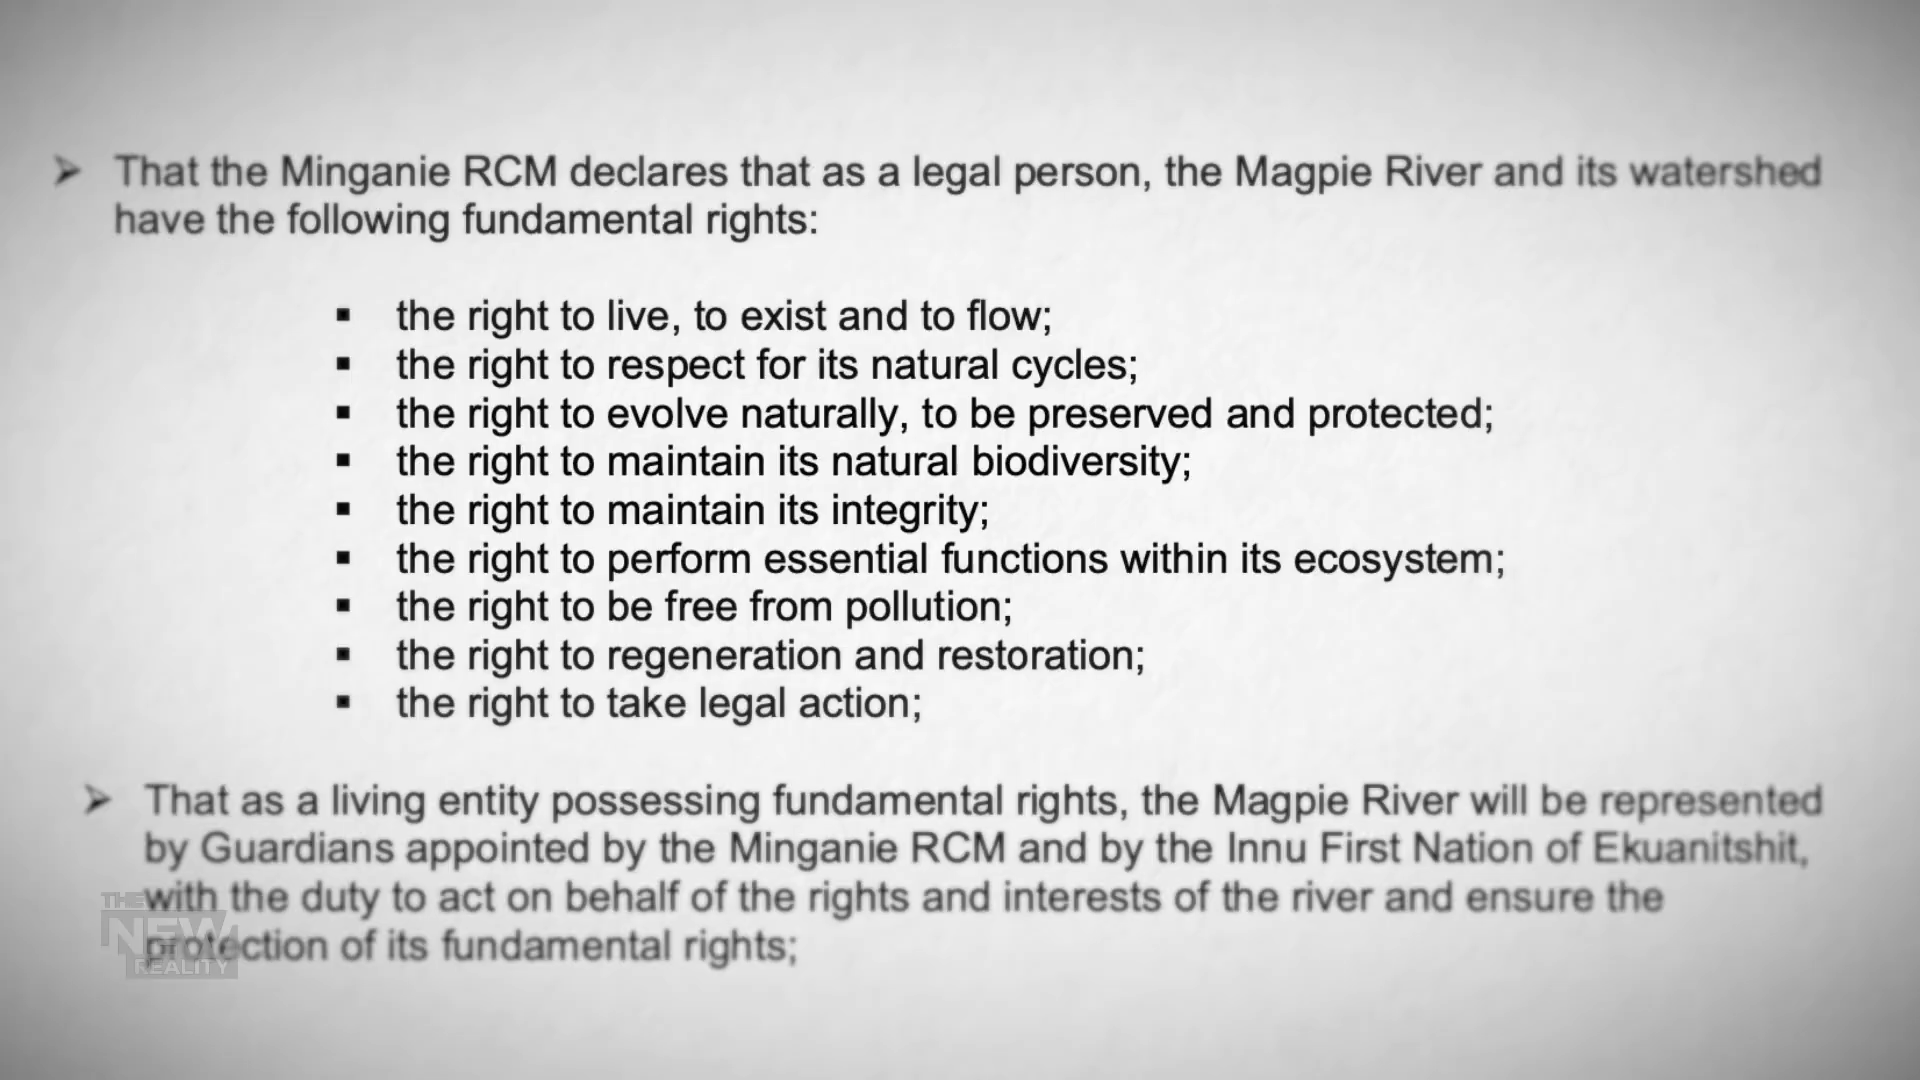 ➢ That the Minganie RCM declares that as a legal person, the Magpie River and its watershed
have the following fundamental rights:
▪ the right to live, to exist and to flow;
▪ the right to respect for its natural cycles;
▪ the right to evolve naturally, to be preserved and protected;
▪ the right to maintain its natural biodiversity;
▪ the right to maintain its integrity;
▪ the right to perform essential functions within its ecosystem;
▪ the right to be free from pollution;
▪ the right to regeneration and restoration;
▪ the right to take legal action;
➢ That as a living entity possessing fundamental rights, the Magpie River will be represented
by Guardians appointed by the Minganie RCM and by the Innu First Nation of Ekuanitshit,
with the duty to act on behalf of the rights and interests of the river and ensure the
protection of its fundamental rights;
THE
NEW
REALITY